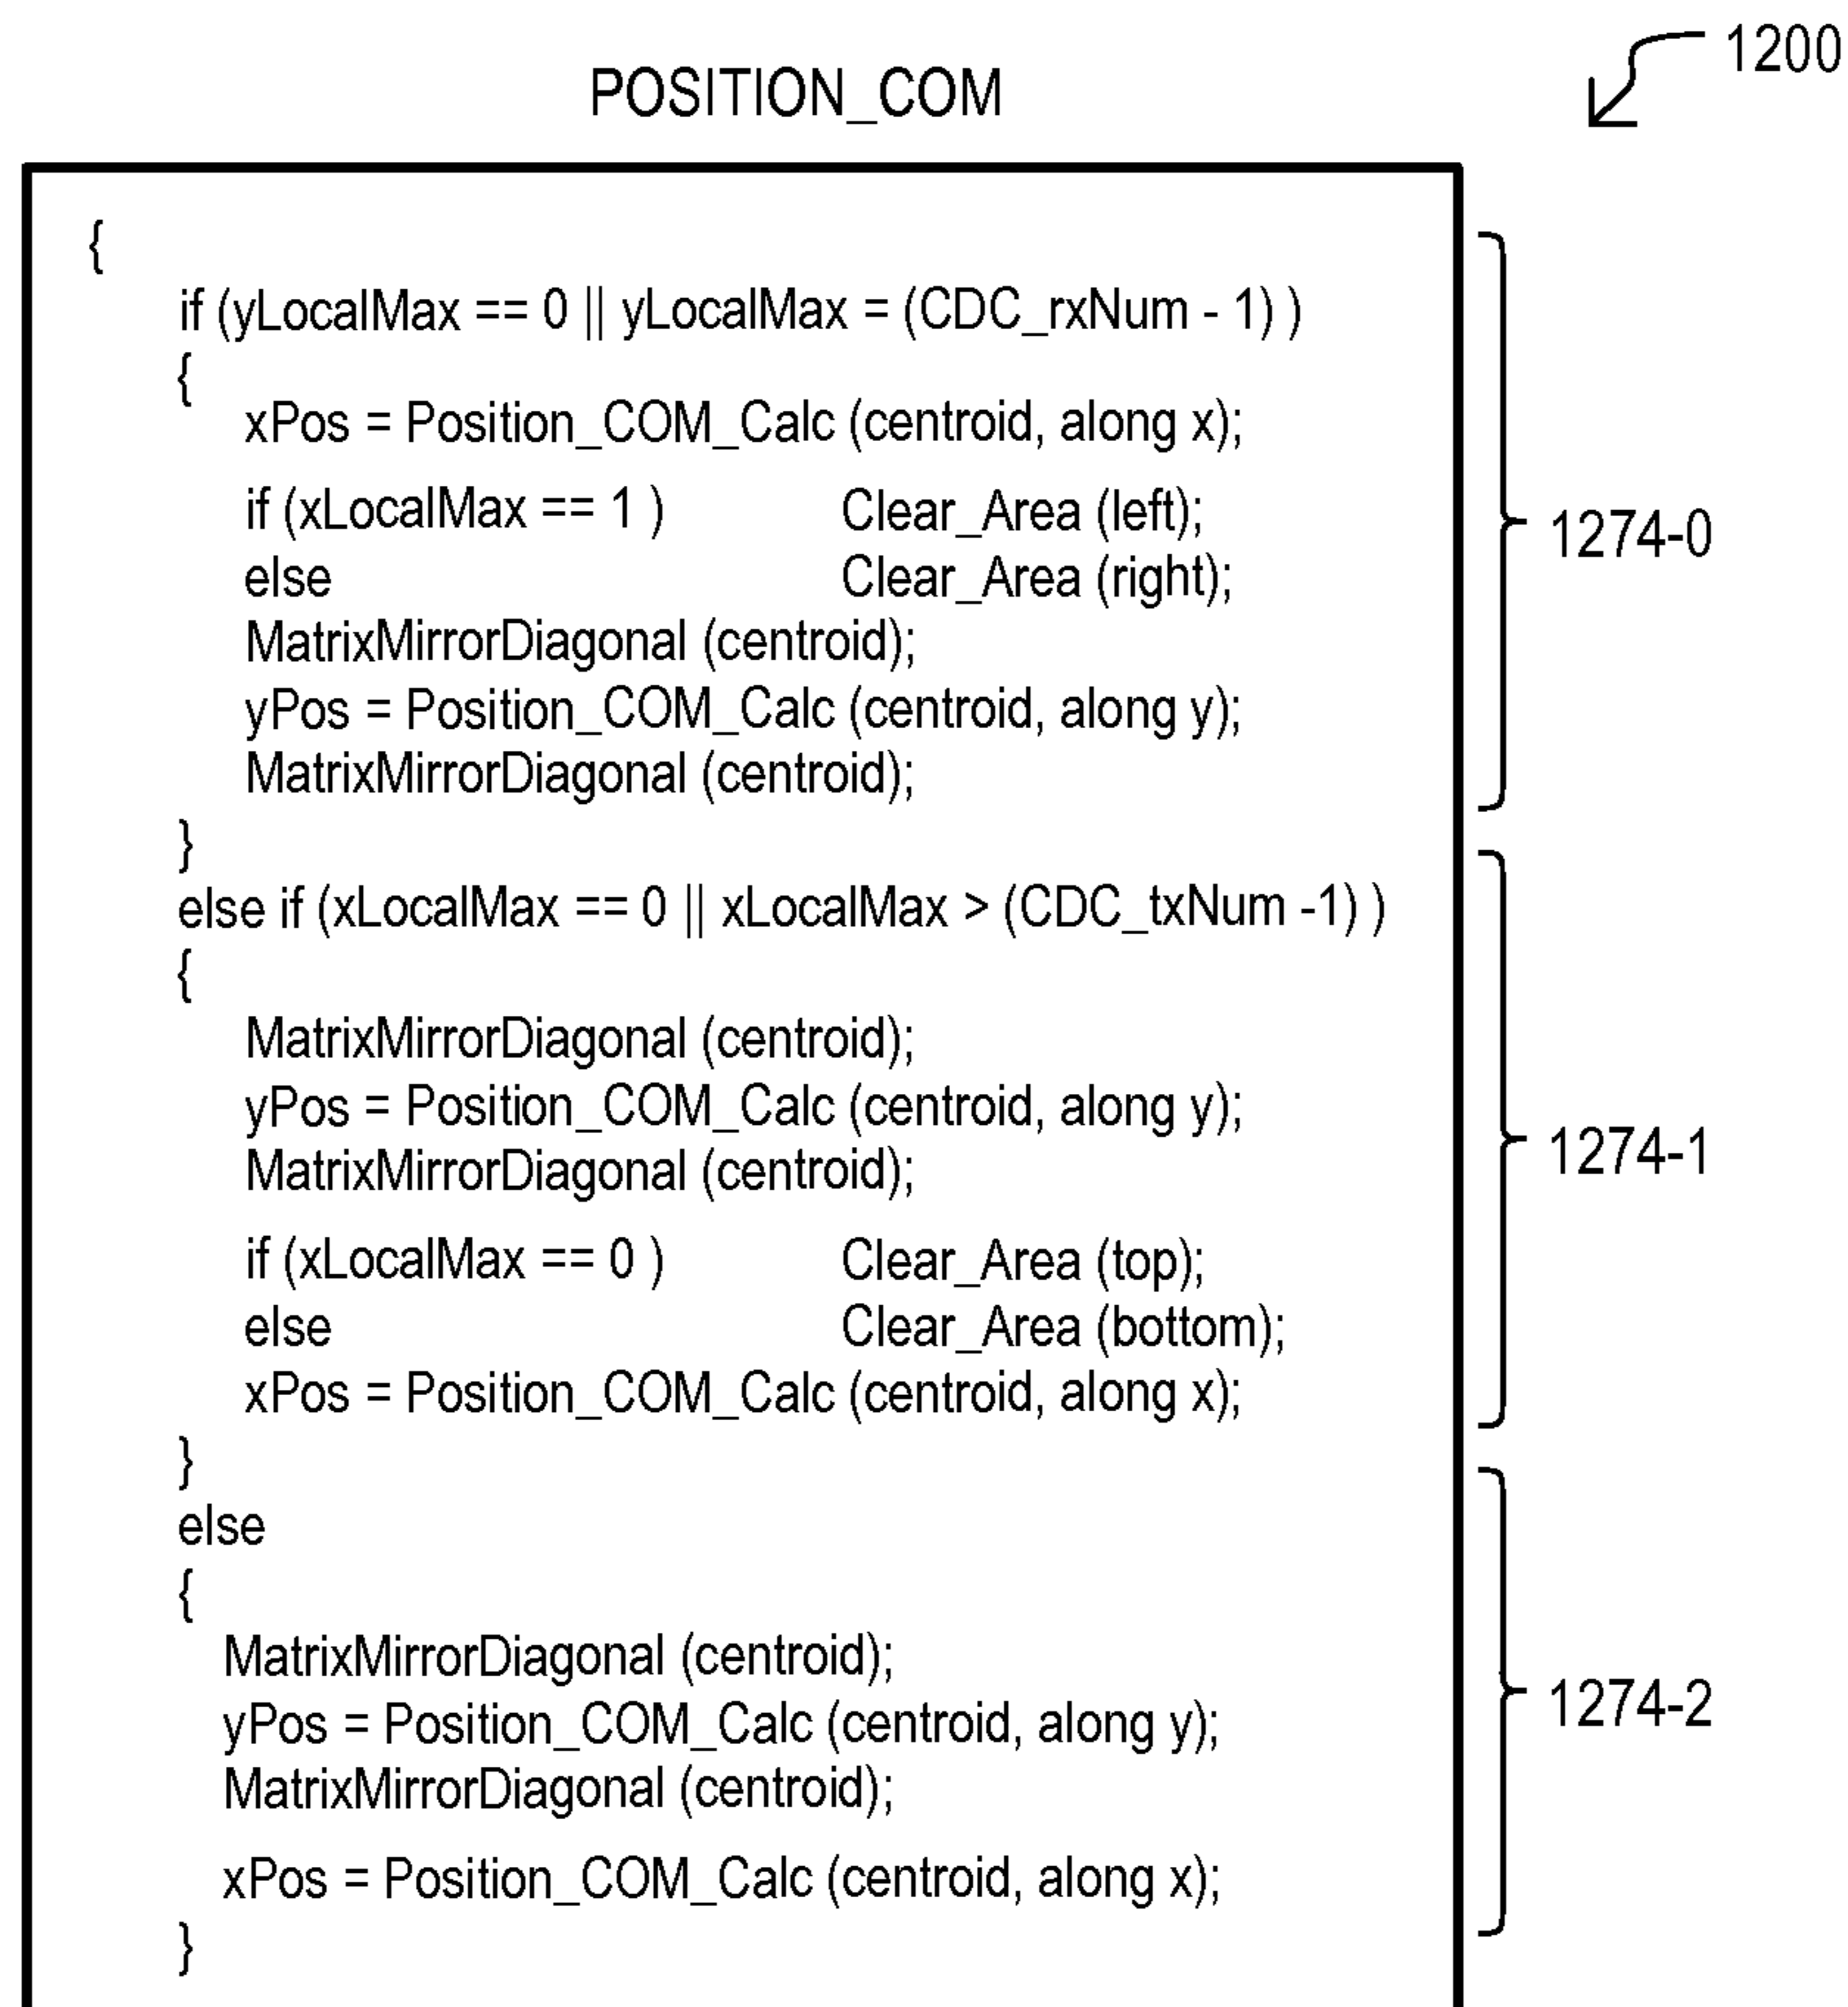 1200
POSITION_COM
{
if (yLocalMax == 0 || yLocalMax = (CDC_rxNum - 1) )
{
xPos = Position_COM_Calc (centroid, along x);
if (xLocalMax == 1 ) Clear_Area (left);
else Clear_Area (right);
MatrixMirrorDiagonal (centroid);
yPos = Position_COM_Calc (centroid, along y);
MatrixMirrorDiagonal (centroid);
}
1274-0
else if (xLocalMax == 0 || xLocalMax > (CDC_txNum -1) )
{
MatrixMirrorDiagonal (centroid);
yPos = Position_COM_Calc (centroid, along y);
MatrixMirrorDiagonal (centroid);
if (xLocalMax == 0 ) Clear_Area (top);
else Clear_Area (bottom);
xPos = Position_COM_Calc (centroid, along x);
}
1274-1
else
{
MatrixMirrorDiagonal (centroid);
yPos = Position_COM_Calc (centroid, along y);
MatrixMirrorDiagonal (centroid);
xPos = Position_COM_Calc (centroid, along x);
}
1274-2